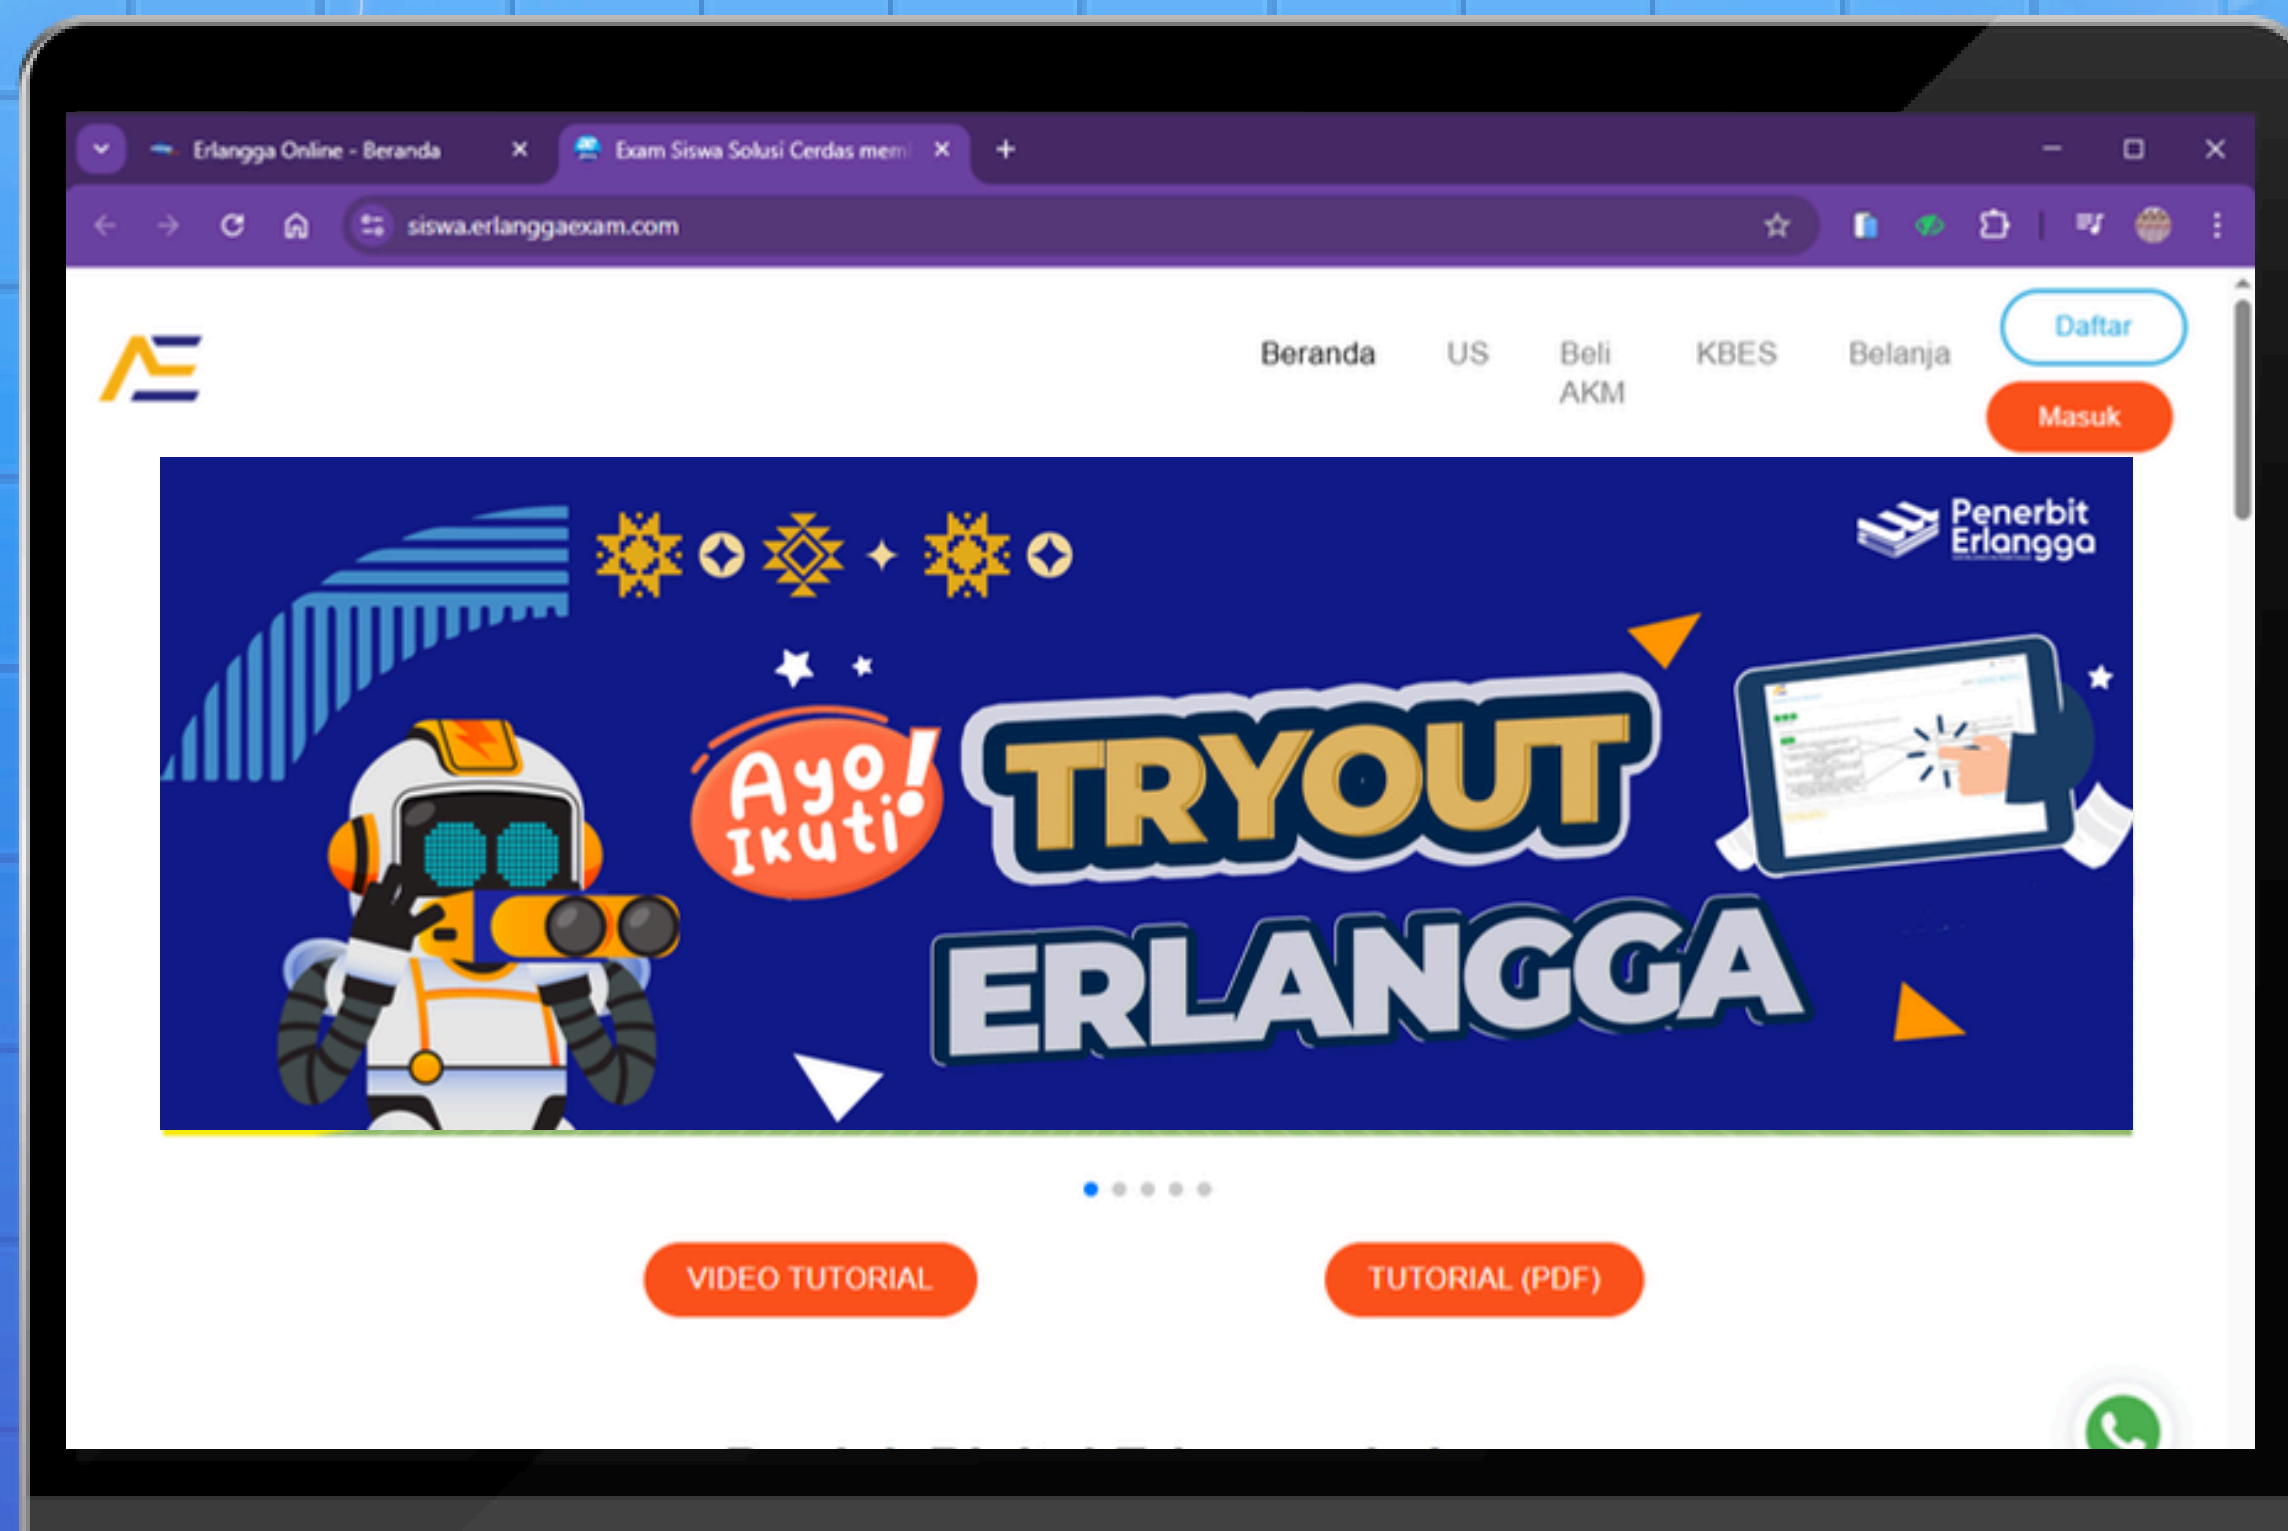 Erlangga Online - Beranda
Exam Siswa Solusi Cerdas mem
siswa.erlanggaexam.com
Beranda
US
Beli
AKM
KBES
Belanja
Daftar
Masuk
Penerbit
Erlangga
Ayo
Ikuti!
TRYOUT
ERLANGGA
VIDEO TUTORIAL
TUTORIAL (PDF)